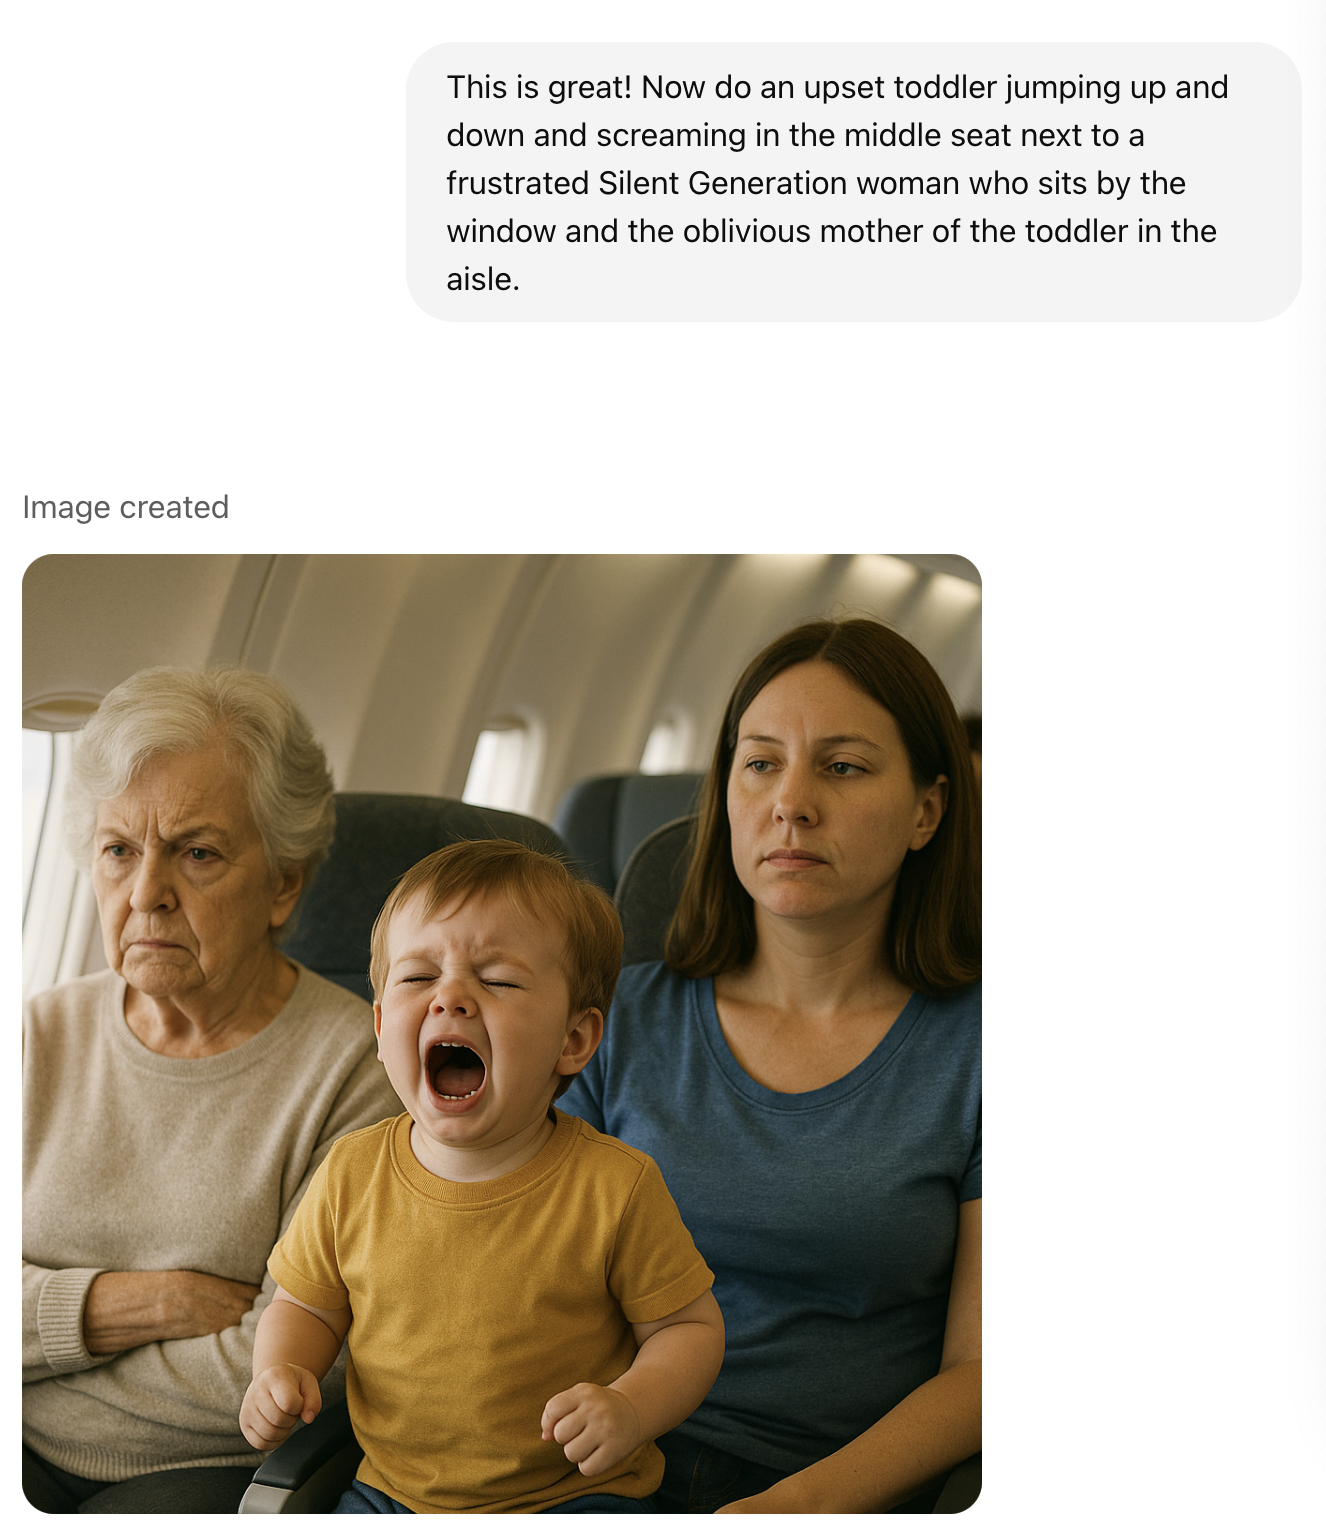 This is great! Now do an upset toddler jumping up and
down and screaming in the middle seat next to a
frustrated Silent Generation woman who sits by the
window and the oblivious mother of the toddler in the
aisle.
Image created